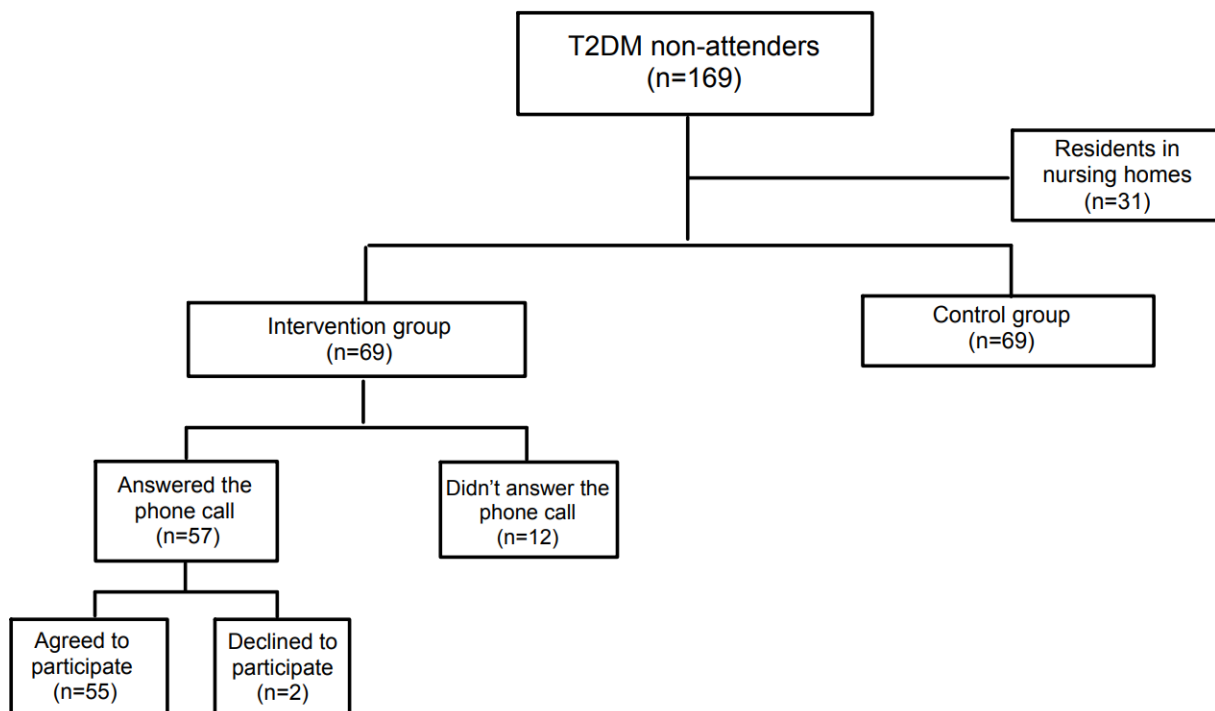 T2DM non-attenders
(n=169)
Residents in
nursing homes
(n=31)
Intervention group
(n=69)
Control group
(n=69)
Answered the
phone call
(n=57)
Didn’t answer the
phone call
(n=12)
Agreed to
participate
(n=55)
Declined to
participate
(n=2)